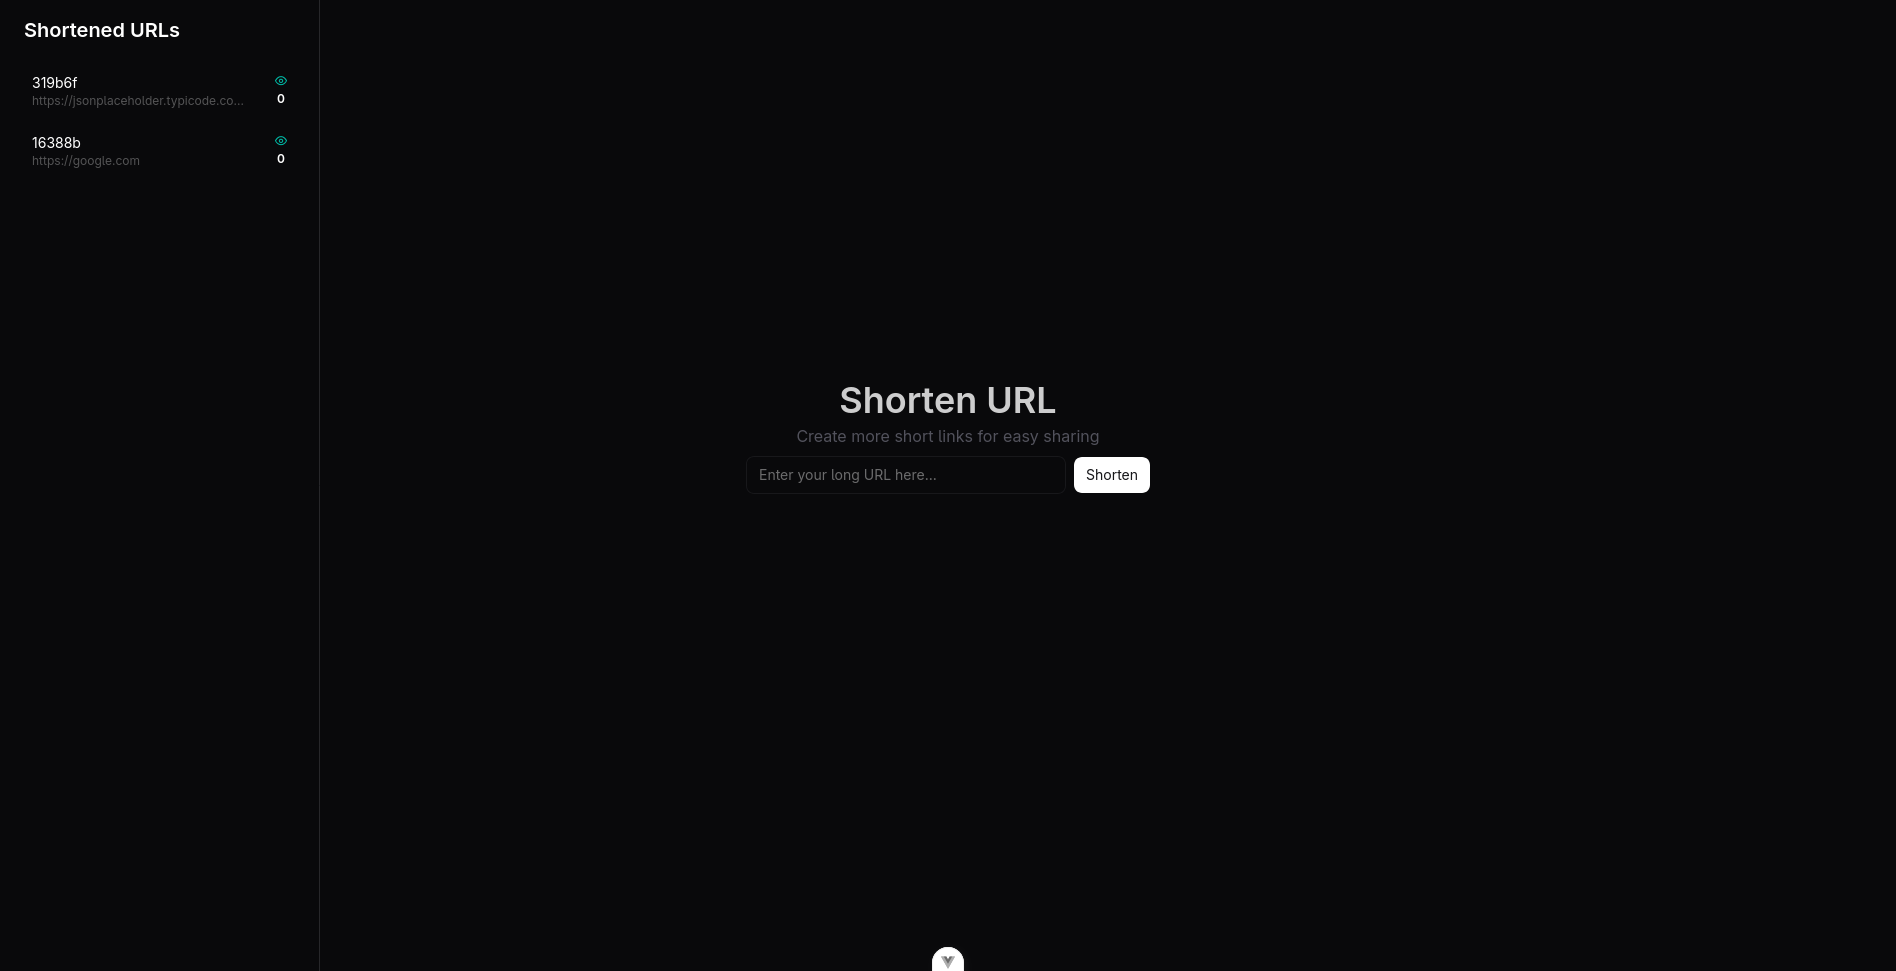 Shortened URLs
319b6f
https://jsonplaceholder.typicode.co...
0
16388b
https://google.com
0
Shorten URL
Create more short links for easy sharing
Enter your long URL here...
Shorten